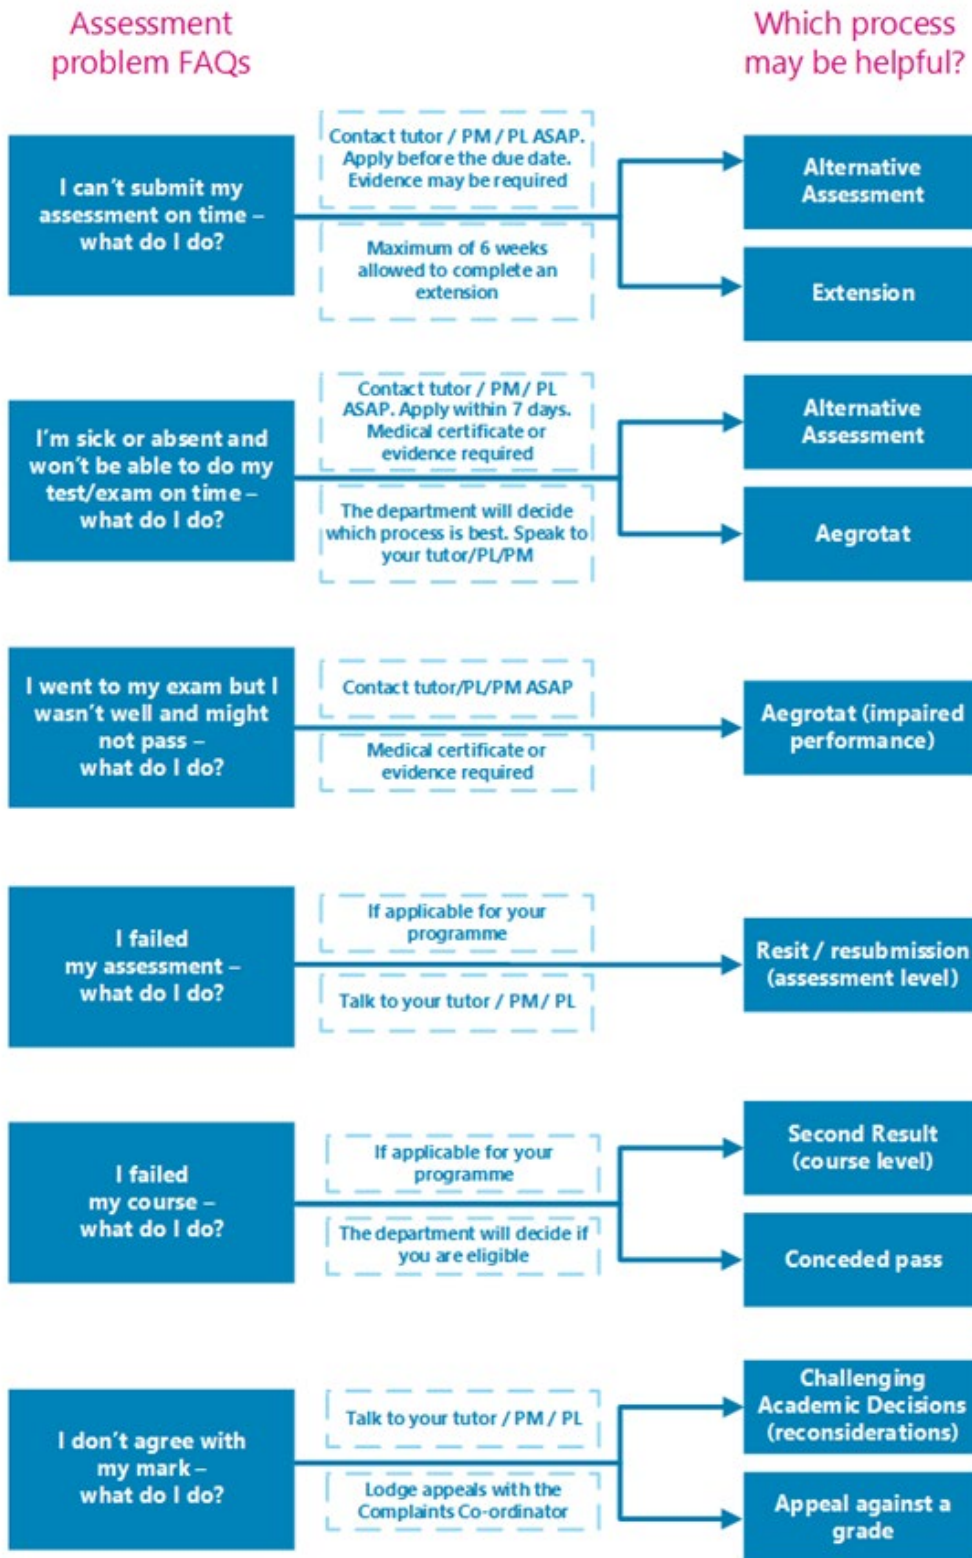 Assessment
problem FAQs
Which process
may be helpful?
I can't submit my
assessment on time –
what do I do?
Contact tutor / PM / PL ASAP.
Apply before the due date.
Evidence may be required
Maximum of 6 weeks
allowed to complete an
extension
Alternative
Assessment
Extension
I'm sick or absent and
won't be able to do my
test/exam on time –
what do I do?
Contact tutor / PM / PL
ASAP. Apply within 7 days.
Medical certificate or
evidence required
The department will decide
which process is best. Speak to
your tutor/PL/PM
Alternative
Assessment
Aegrotat
I went to my exam but I
wasn't well and might
not pass –
what do I do?
Contact tutor/PL/PM ASAP
Medical certificate or
evidence required
Aegrotat (impaired
performance)
I failed
my assessment –
what do I do?
If applicable for your
programme
Talk to your tutor / PM / PL
Resit / resubmission
(assessment level)
I failed
my course –
what do I do?
If applicable for your
programme
The department will decide if
you are eligible
Second Result
(course level)
Conceded pass
I don't agree with
my mark –
what do I do?
Talk to your tutor / PM / PL
Lodge appeals with the
Complaints Co-ordinator
Challenging
Academic Decisions
(reconsiderations)
Appeal against a
grade